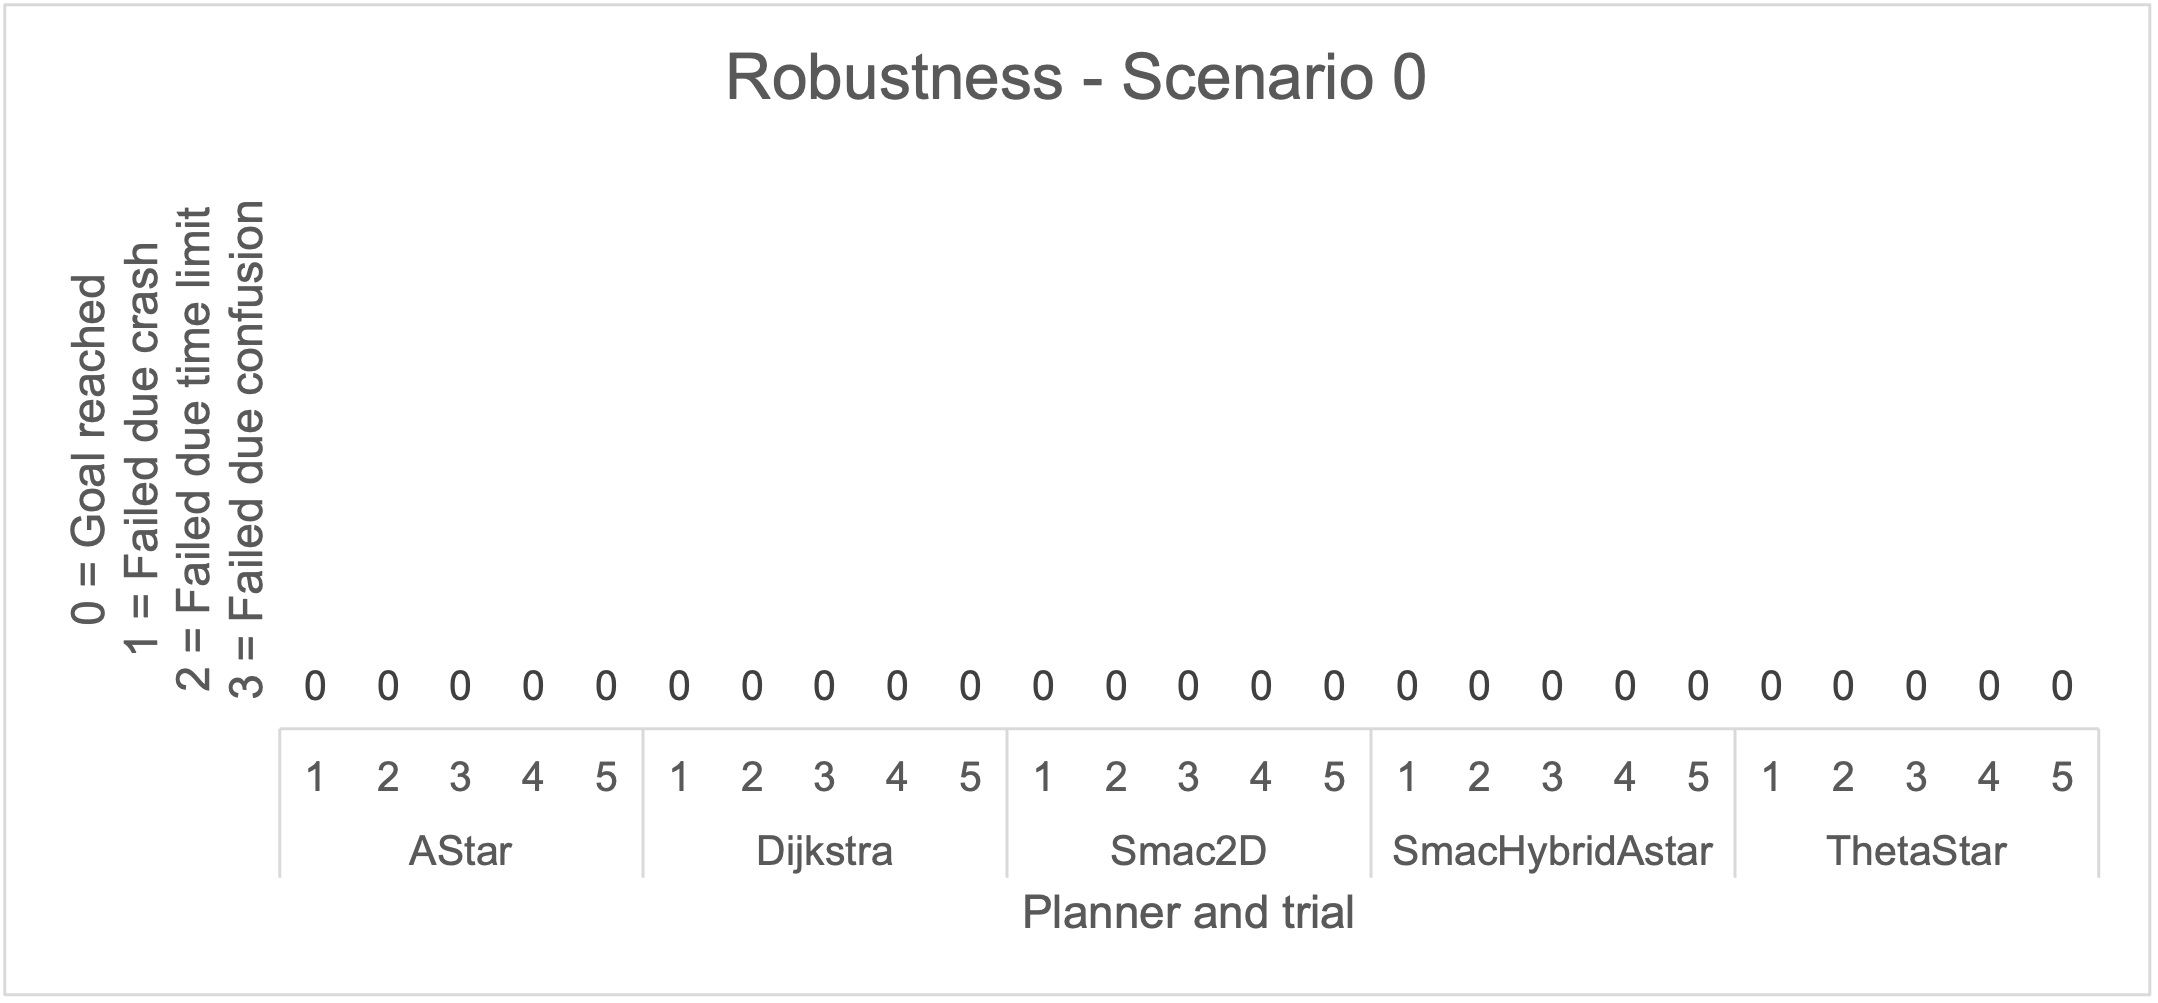 Robustness - Scenario 0
0 = Goal reached
1 = Failed due crash
2 = Failed due time limit
3 = Failed due confusion
0 0 0 0 0 0 0 0 0 0 0 0 0 0 0 0 0 0 0 0 0 0 0 0 0
1 2 3 4 5 1 2 3 4 5 1 2 3 4 5 1 2 3 4 5 1 2 3 4 5
AStar Dijkstra Smac2D SmacHybridAstar ThetaStar
Planner and trial